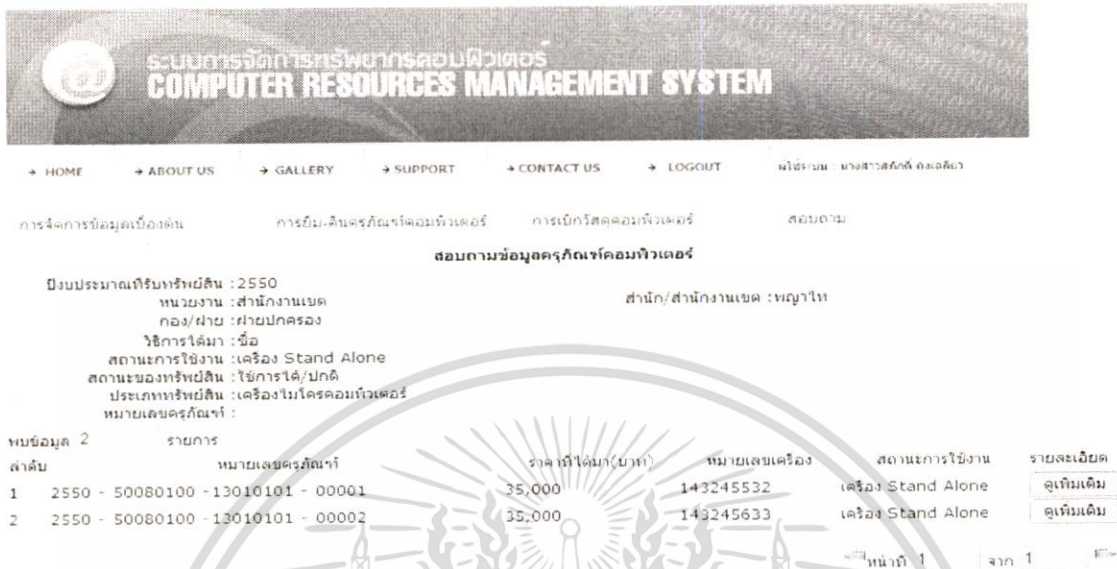 ระบบการจัดการทรัพยากรคอมพิวเตอร์
COMPUTER RESOURCES MANAGEMENT SYSTEM
→ HOME → ABOUT US → GALLERY → SUPPORT → CONTACT US → LOGOUT ผู้ใช้ระบบ : นางสาวสภักดิ์
การจัดการข้อมูลเบื้องต้น การยืม-คืนครุภัณฑ์คอมพิวเตอร์ การเบิกวัสดุคอมพิวเตอร์ สอบถาม
สอบถามข้อมูลครุภัณฑ์คอมพิวเตอร์
ปีงบประมาณที่รับทรัพย์สิน :2550
หน่วยงาน :สำนักงานเขต สำนัก/สำนักงานเขต :พญาไท
กอง/ฝ่าย :ฝ่ายปกครอง
วิธีการได้มา :ซื้อ
สถานะการใช้งาน :เครื่อง Stand Alone
สถานะของทรัพย์สิน :ใช้การได้/ปกติ
ประเภททรัพย์สิน :เครื่องไมโครคอมพิวเตอร์
หมายเลขครุภัณฑ์ :
พบข้อมูล 2 รายการ
ลำดับ หมายเลขครุภัณฑ์ ราคาที่ได้มา(บาท) หมายเลขเครื่อง สถานะการใช้งาน รายละเอียด
1 2550 - 50080100 -13010101 - 00001 35,000 143245532 เครื่อง Stand Alone ดูเพิ่มเติม
2 2550 - 50080100 -13010101 - 00002 35,000 143245633 เครื่อง Stand Alone ดูเพิ่มเติม
หน้าที่ 1 จาก 1